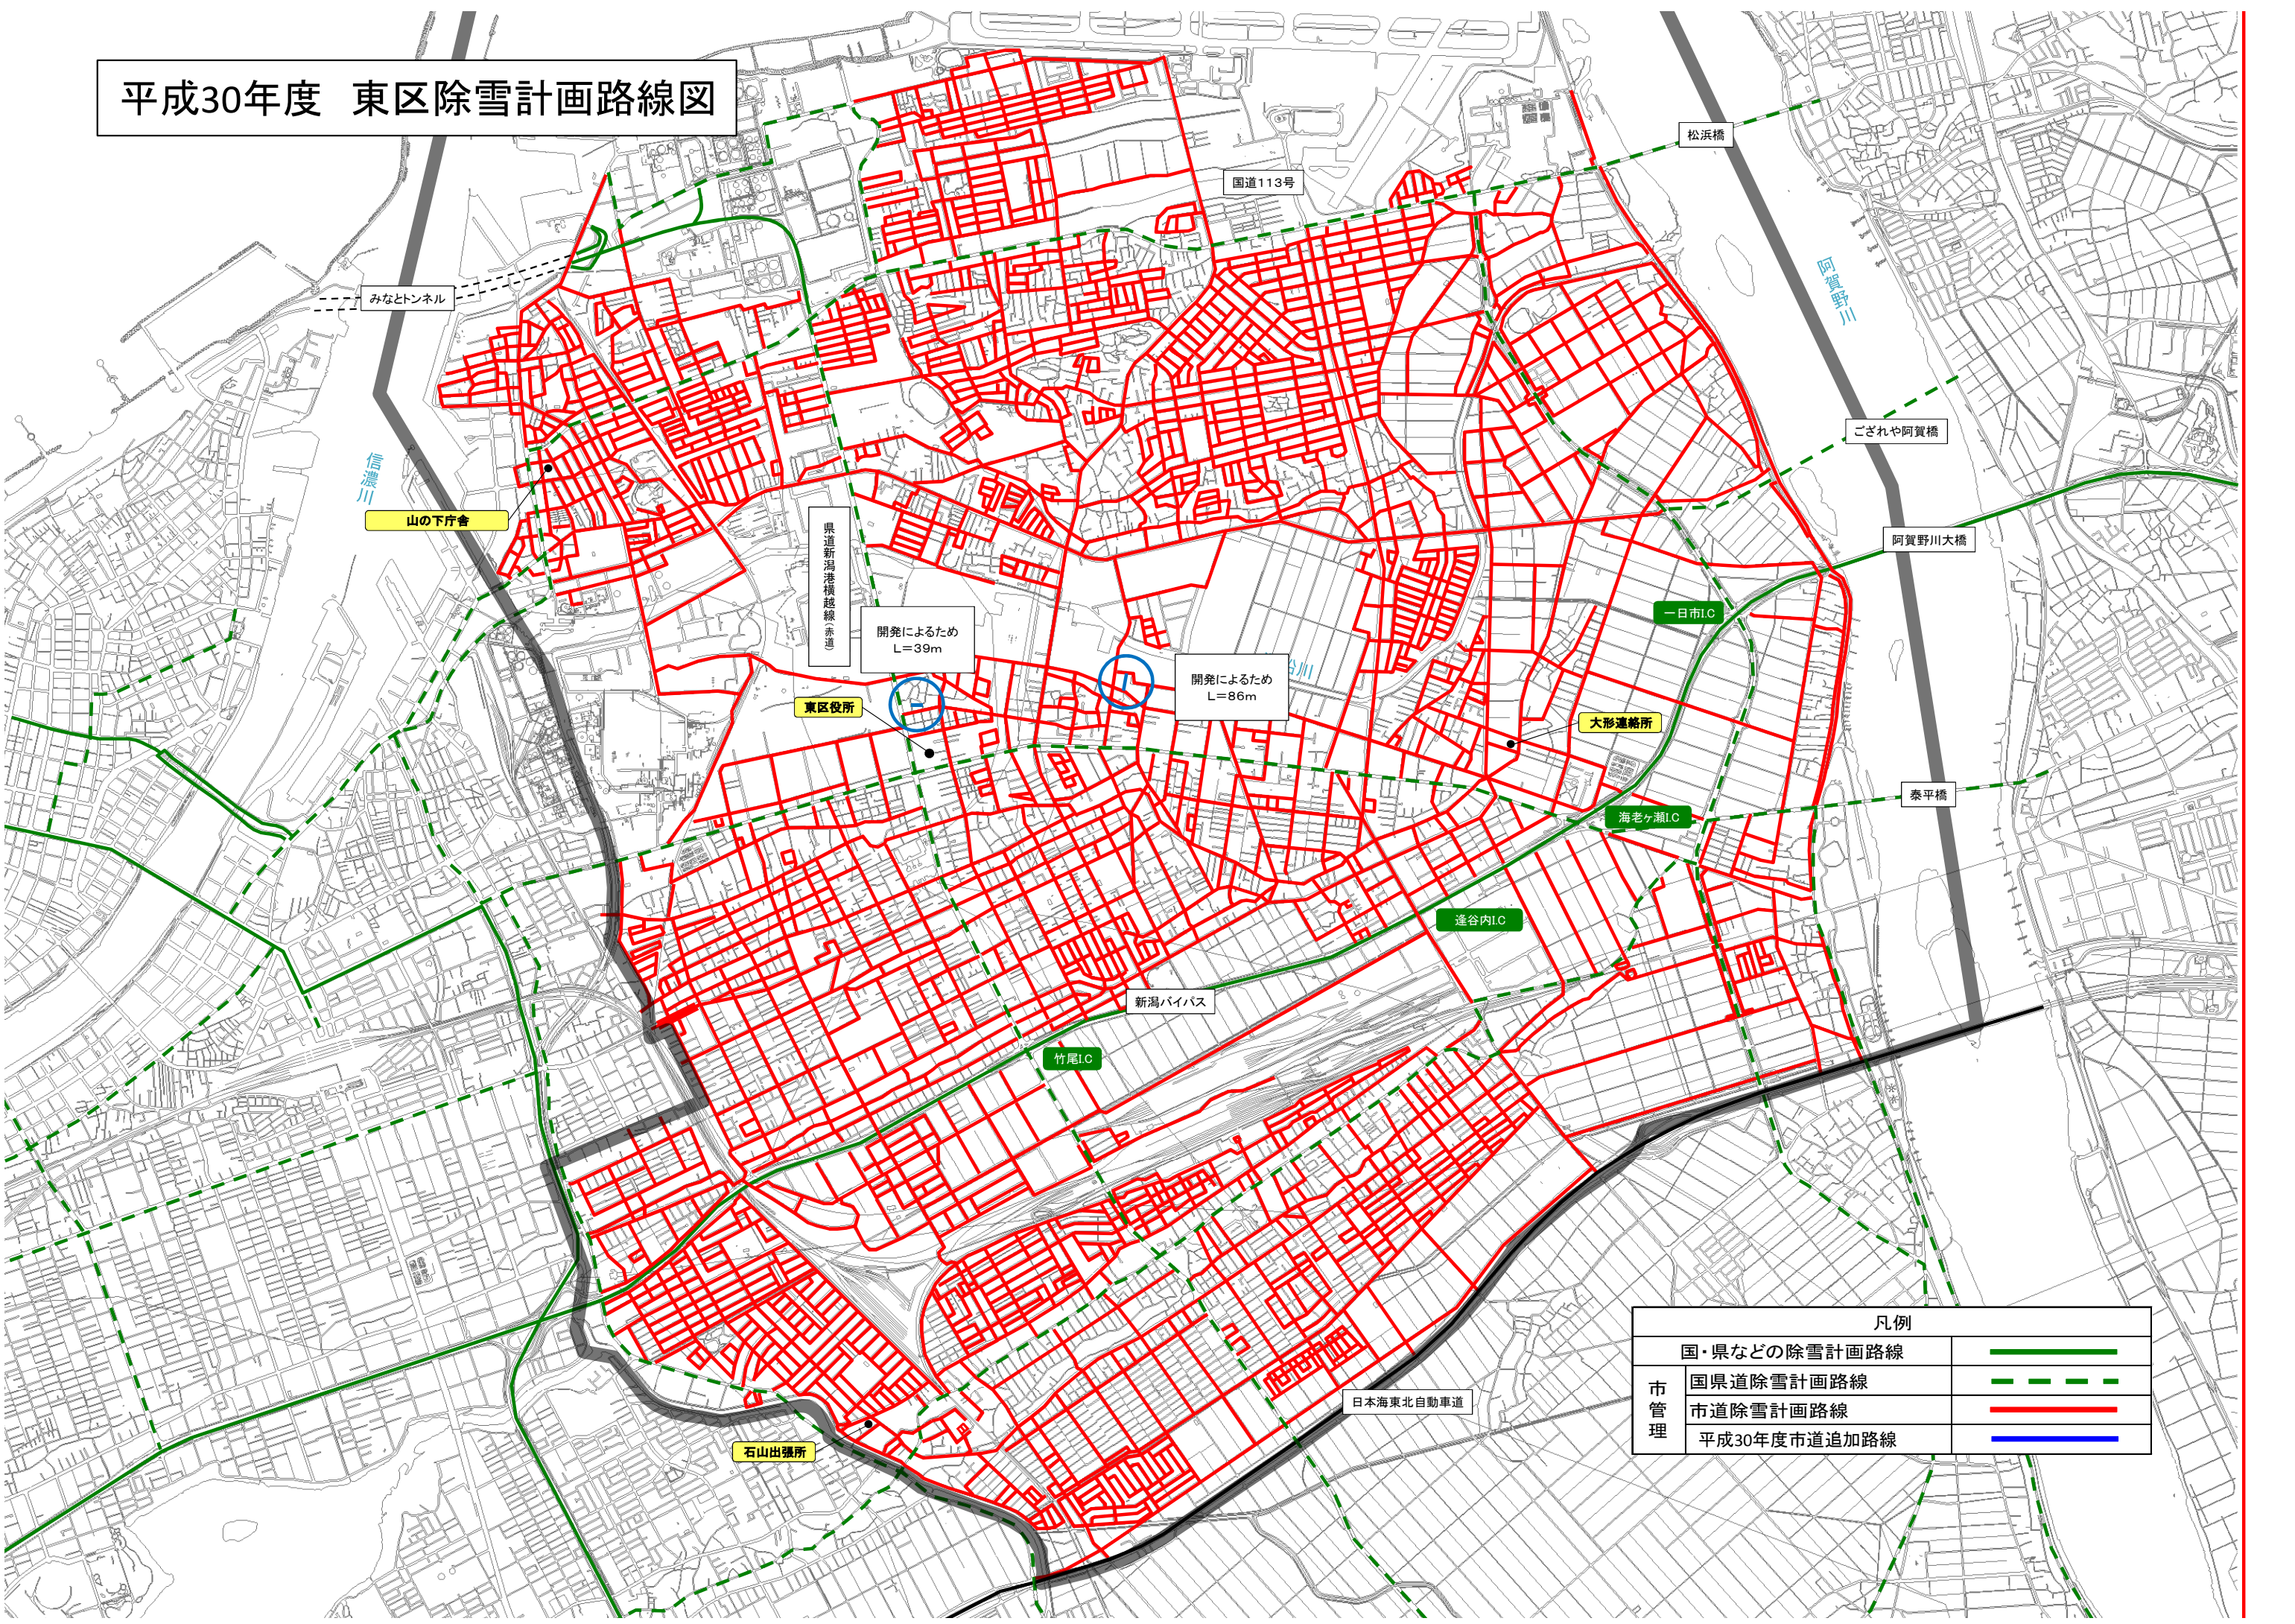 平成30年度　東区除雪計画路線図
松浜橋
国道113号
阿賀野川
みなとトンネル
ござれや阿賀橋
信濃川
山の下庁舎
県道新潟港横越線（赤道）
阿賀野川大橋
一日市I.C
開発によるため
L=39m
開発によるため
L=86m
川
東区役所
大形連絡所
泰平橋
海老ヶ瀬I.C
逢谷内I.C
新潟バイパス
竹尾I.C
日本海東北自動車道
石山出張所
凡例
国・県などの除雪計画路線
市管理
国県道除雪計画路線
市道除雪計画路線
平成30年度市道追加路線